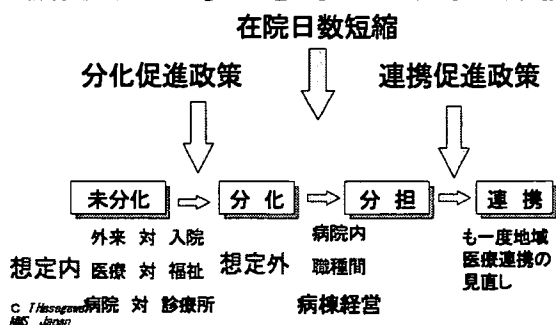 在院日数短縮
分化促進政策
連携促進政策
未分化
分 化
分 担
連 携
外来 対 入院
想定内 医療 対 福祉
病院 対 診療所
想定外
病院内
職種間
病棟経営
も一度地域
医療連携の
見直し